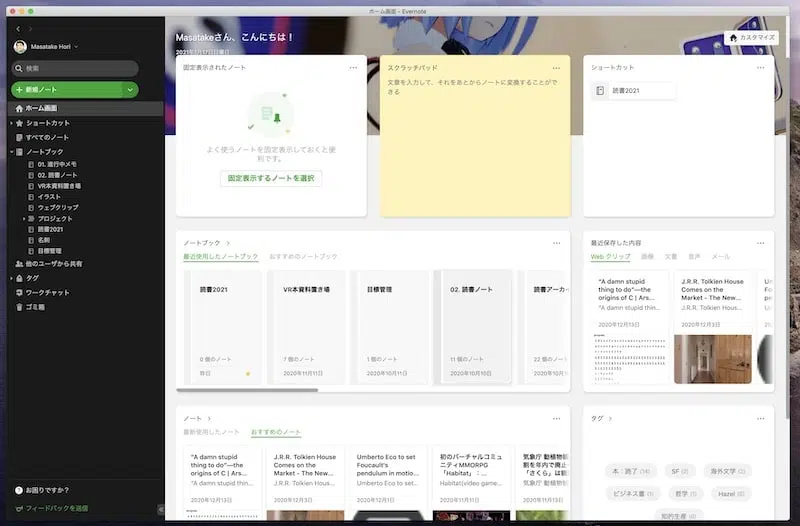 ホーム画面 – Evernote
Masatake Hori
検索
新規ノート
ホーム画面
ショートカット
すべてのノート
ノートブック
01. 進行中メモ
02. 読書ノート
VR本資料置き場
イラスト
ウェブクリップ
プロジェクト
読書2021
名刺
目標管理
他のユーザから共有
タグ
ワークチャット
ゴミ箱
お困りですか？
フィードバックを送信
Masatakeさん、こんにちは！
2021年1月17日日曜日
カスタマイズ
固定表示されたノート
よく使うノートを固定表示しておくと便
利です。
固定表示するノートを選択
スクラッチパッド
文章を入力して、それをあとからノートに変換することがで
きる
ショートカット
読書2021
ノートブック
最近使用したノートブック
おすすめのノートブック
読書2021
0 個のノート
昨日
VR本資料置き場
7 個のノート
2020年11月11日
目標管理
1 個のノート
2020年10月11日
02. 読書ノート
11 個のノート
2020年10月10日
読書アーカ
22 個のノート
2020年10月
最近保存した内容
Web クリップ
画像
文書
音声
メール
"A damn stupid
thing to do"—the
origins of C | Ars...
"A damn stupid thin...
2020年12月13日
J.R.R. Tolkien House
Comes on the
Market - The New...
J.R.R. Tolkien House...
2020年12月3日
ノート
最新使用したノート
おすすめのノート
"A damn stupid
thing to do"—the
origins of C | Ars...
"A damn stupid thin...
2020年12月13日
J.R.R. Tolkien House
Comes on the
Market - The New...
J.R.R. Tolkien House...
2020年12月3日
Umberto Eco to set
Foucault's
pendulum in motio...
Umberto Eco to set...
2020年12月2日
初のバーチャルコミュ
ニティMMORPG
「Habitat」：...
Habitat(video game...
2020年11月11日
気象庁 動植物
割を年内で廃止
「さくら」は
2020年11月
タグ
本：読了 (14)
SF (2)
海外文学 (2)
ビジネス書 (1)
哲学 (1)
Hazel (0)
知的生産 (0)